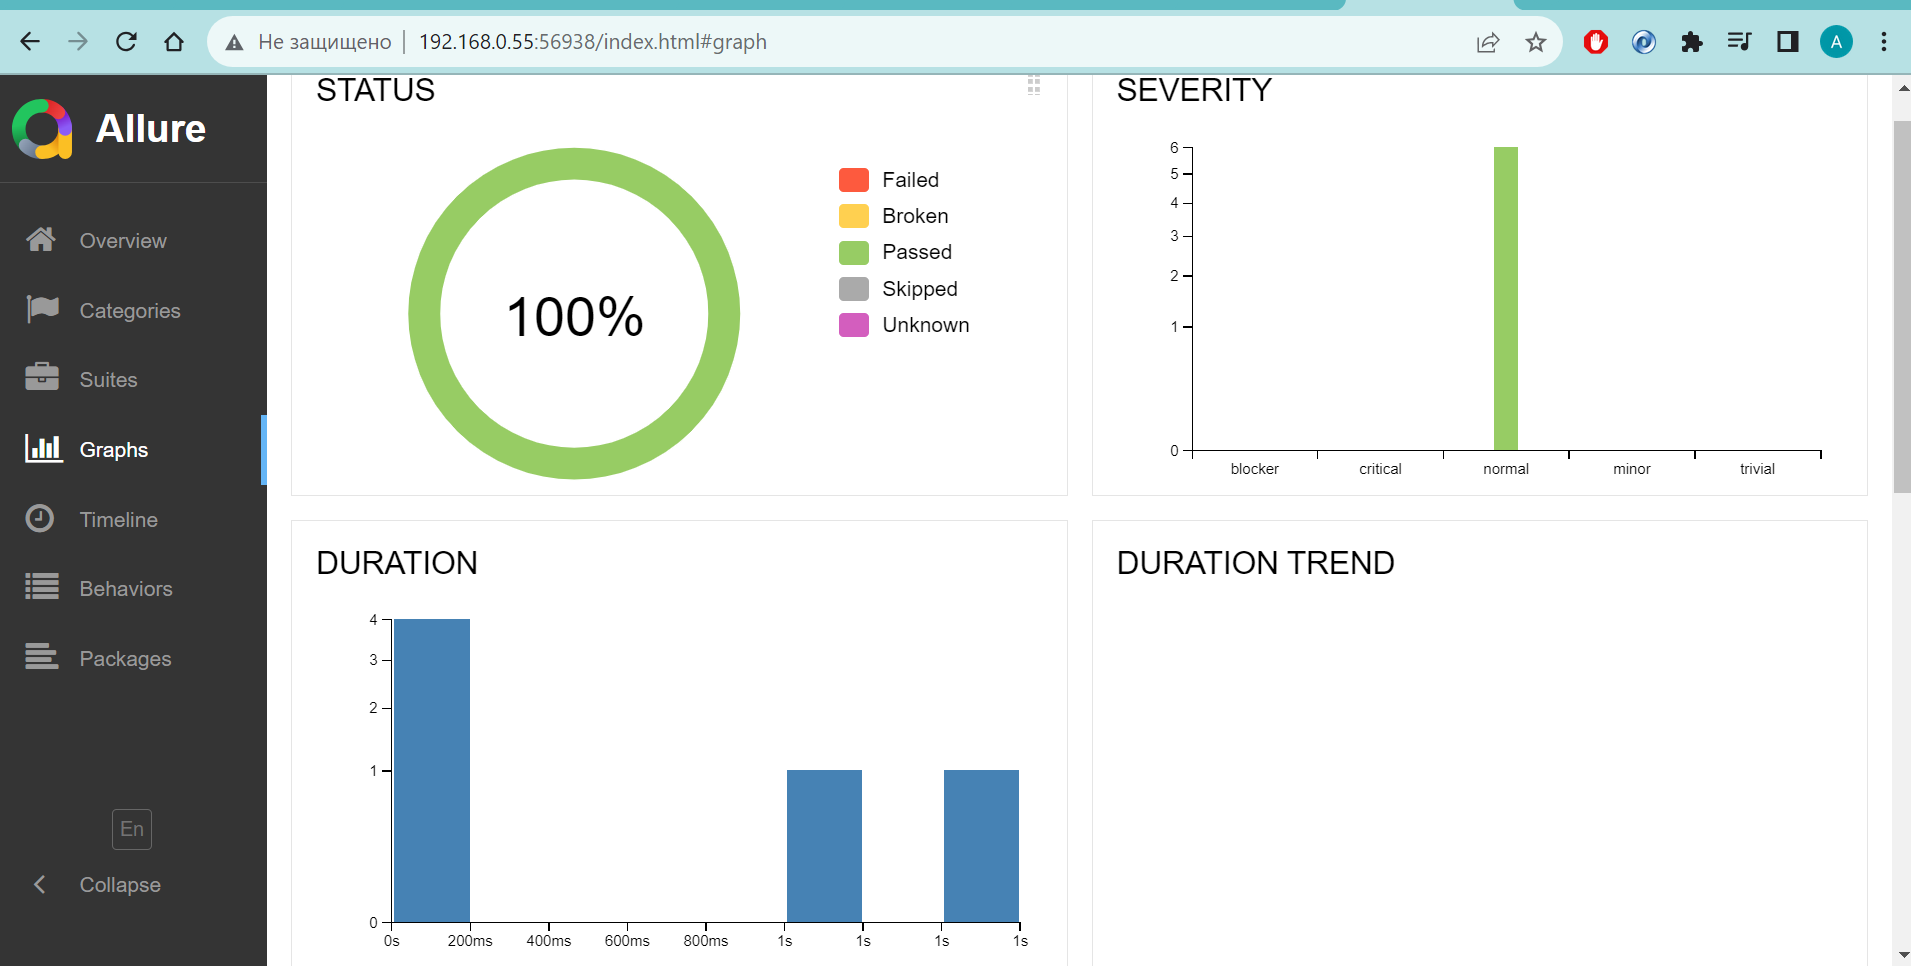 Не защищено
192.168.0.55:56938/index.html#graph
A
Allure
Overview
Categories
Suites
Graphs
Timeline
Behaviors
Packages
En
Collapse
STATUS
100%
Failed
Broken
Passed
Skipped
Unknown
SEVERITY
6
5
4
3
2
1
0
blocker critical normal minor trivial
DURATION
4
3
2
1
0
0s 200ms 400ms 600ms 800ms 1s 1s 1s 1s
DURATION TREND